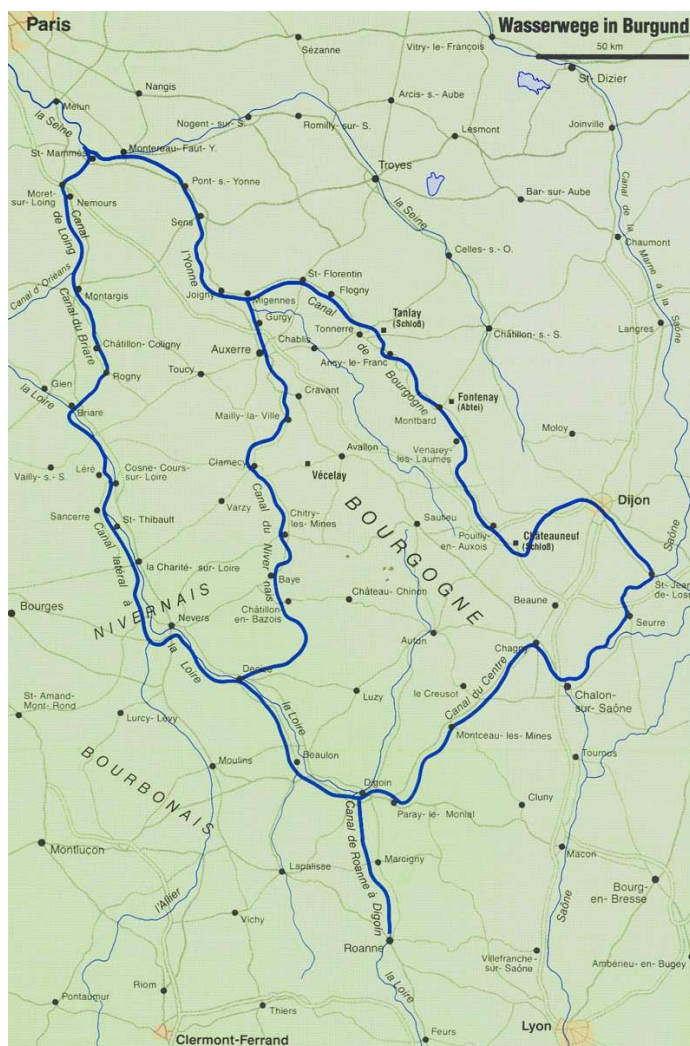 Paris
Wasserwege in Burgund
50 km
Sézanne
Vitry- le- François
St- Dizier
Nangis
Melun
la Seine
Arcis- s.- Aube
Joinville
Nogent- sur- S.
Romilly- sur- S.
Lesmont
Montereau- Faut- Y.
St- Mammès
Troyes
Pont- s.- Yonne
Moret-
sur- Loing
Nemours
Bar- sur- Aube
Canal
de Loing
Sens
la Seine
Canal de la Marne à la Saône
Chaumont
l'Yonne
Celles- s.- O.
Canal d' Orléans
St- Florentin
Montargis
Joigny
Migennes
Canal
Flogny
Canal du Briare
Gurgy
Tonnerre
Tanlay
(Schloß)
Châtillon- s.- S.
Langres
Châtillon- Coligny
Auxerre
Chablis
de
Ancy- le- Franc
Gien
Rogny
Toucy
Bourgogne
la Loire
Briare
Cravant
Fontenay
(Abtei)
Mailly- la- Ville
Montbard
Moloy
Venarey-
les- Laumes
Avallon
Vailly- s.- S.
Léré
Cosne- Cours-
sur- Loire
Clamecy
Vécelay
Varzy
Canal du Nivernais
Dijon
Sancerre
St- Thibault
Chitry-
les- Mines
BOURGOGNE
Saulieu
Pouilly-
en- Auxois
Châteauneuf
(Schloß)
Canal latéral à
la Charité- sur- Loire
Saône
Baye
St- Jean
de- Losn
Bourges
NIVERNAIS
Nevers
Châtillon
en- Bazois
Château- Chinon
Beaune
Seurre
Autun
Chagny
la Loire
Decize
St- Amand-
Mont- Rond
Lurcy- Lévy
la Loire
Luzy
le Creusot
Canal du Centre
Chalon-
sur- Saône
Montceau- les- Mines
BOURBONAIS
Moulins
Beaulon
Tournus
Digoin
Paray- le- Monial
Cluny
Montluçon
Canal de Roanne à Digoin
Macon
Lapalisse
Marcigny
Bourg-
en- Bresse
l'Allier
Vichy
Saône
Roanne
Villefranche-
sur- Saône
Ambérieu- en- Bugey
Riom
la Loire
Pontaumur
Thiers
Feurs
Lyon
Clermont- Ferrand